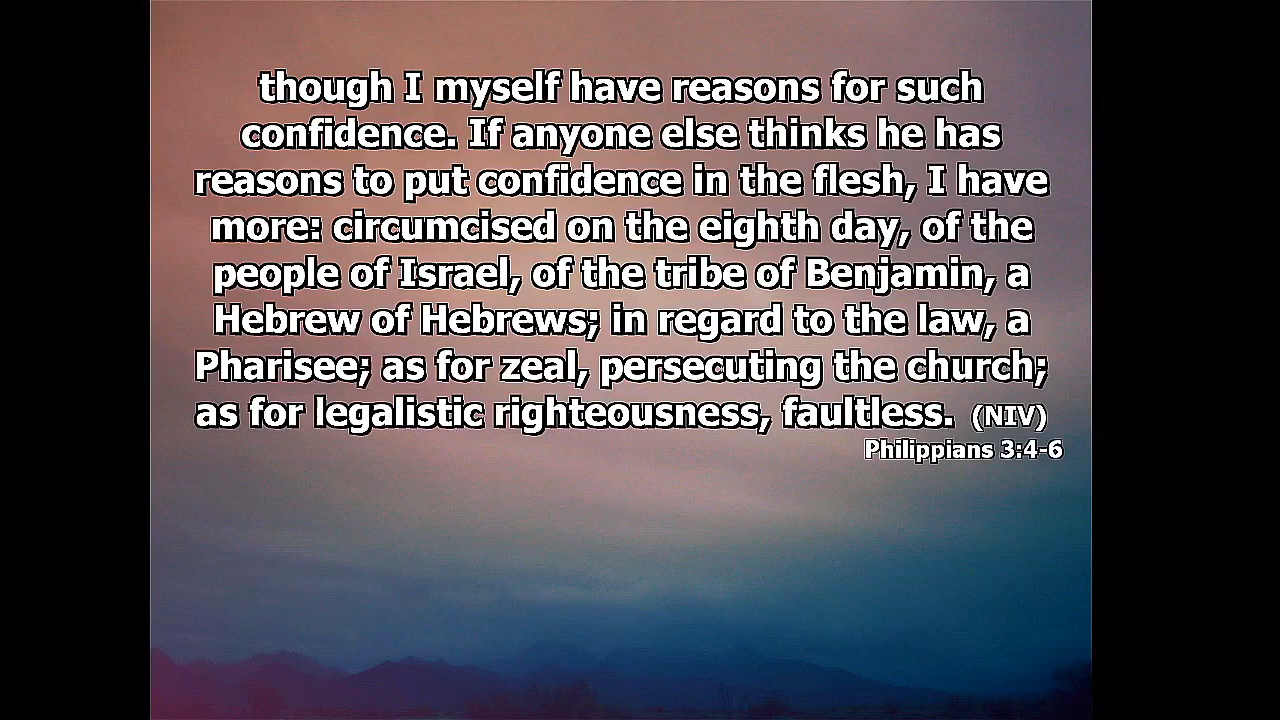 though I myself have reasons for such
confidence. If anyone else thinks he has
reasons to put confidence in the flesh, I have
more: circumcised on the eighth day, of the
people of Israel, of the tribe of Benjamin, a
Hebrew of Hebrews; in regard to the law, a
Pharisee; as for zeal, persecuting the church;
as for legalistic righteousness, faultless. (NIV)
Philippians 3:4-6